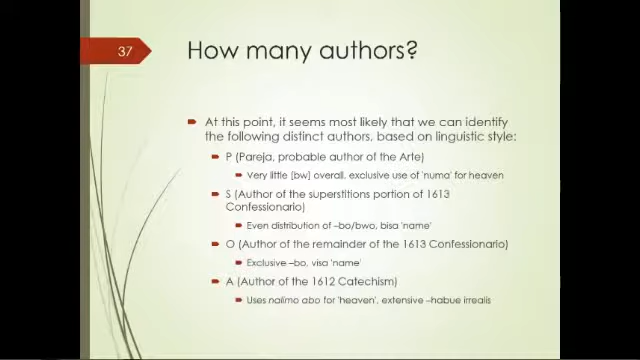 37
How many authors?
At this point, it seems most likely that we can identify
the following distinct authors, based on linguistic style:
P (Pareja, probable author of the Arte)
Very little [bw] overall, exclusive use of 'numa' for heaven
S (Author of the superstitions portion of 1613
Confessionario)
Even distribution of –bo/bwo, bisa 'name'
O (Author of the remainder of the 1613 Confessionario)
Exclusive –bo, visa 'name'
A (Author of the 1612 Catechism)
Uses nalimo abo for 'heaven', extensive –habue irrealis